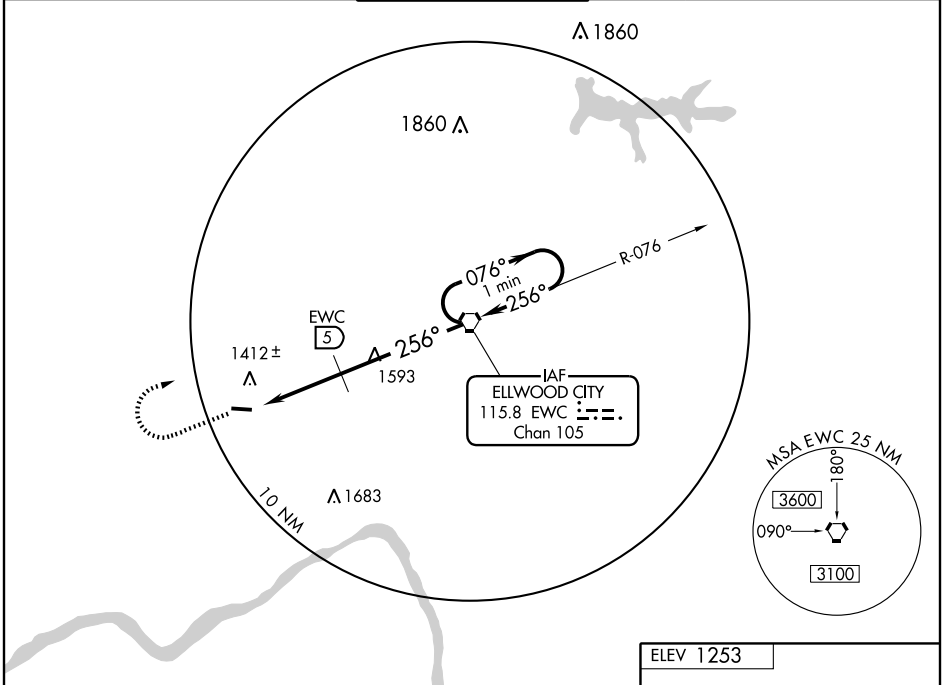 1860
1860
076°
1 min
256°
R-076
EWC
5
256°
1412 ±
1593
IAF
ELLWOOD CITY
115.8 EWC
Chan 105
1683
10 NM
MSA EWC 25 NM
180°
3600
090°
3100
ELEV 1253